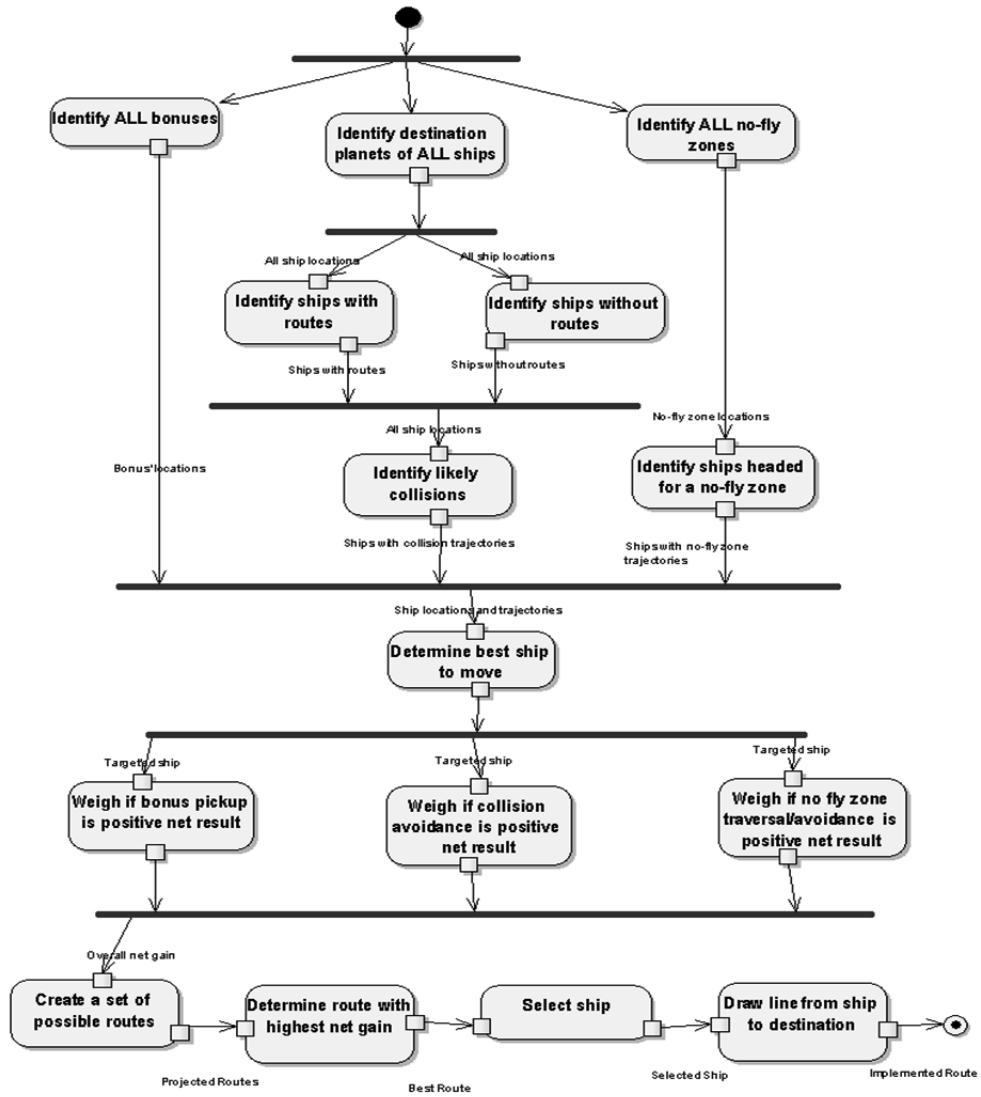 Identify ALL bonuses
Identify destination
planets of ALL ships
Identify ALL no-fly
zones
All ship locations
All ship locations
Identify ships with
routes
Identify ships without
routes
Ships with routes
Ships without routes
No-fly zone locations
All ship locations
Bonus' locations
Identify likely
collisions
Identify ships headed
for a no-fly zone
Ships with collision trajectories
Ships with no-fly zone
trajectories
Ship locations and trajectories
Determine best ship
to move
Targeted ship
Targeted ship
Targeted ship
Weigh if bonus pickup
is positive net result
Weigh if collision
avoidance is positive
net result
Weigh if no fly zone
traversal/avoidance is
positive net result
Overall net gain
Create a set of
possible routes
Determine route with
highest net gain
Select ship
Draw line from ship
to destination
Projected Routes
Best Route
Selected Ship
Implemented Route